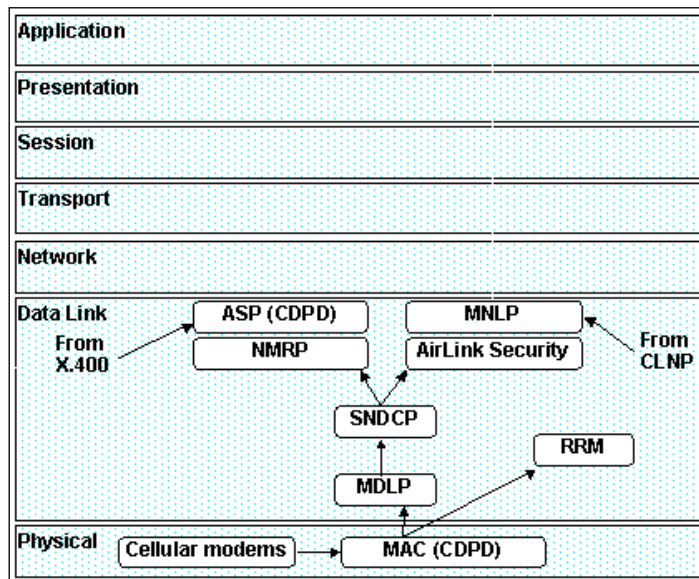 Application
Presentation
Session
Transport
Network
Data Link
ASP (CDPD)
MNLP
From
X.400
NMRP
AirLink Security
From
CLNP
SNDCP
RRM
MDLP
Physical
Cellular modems
MAC (CDPD)